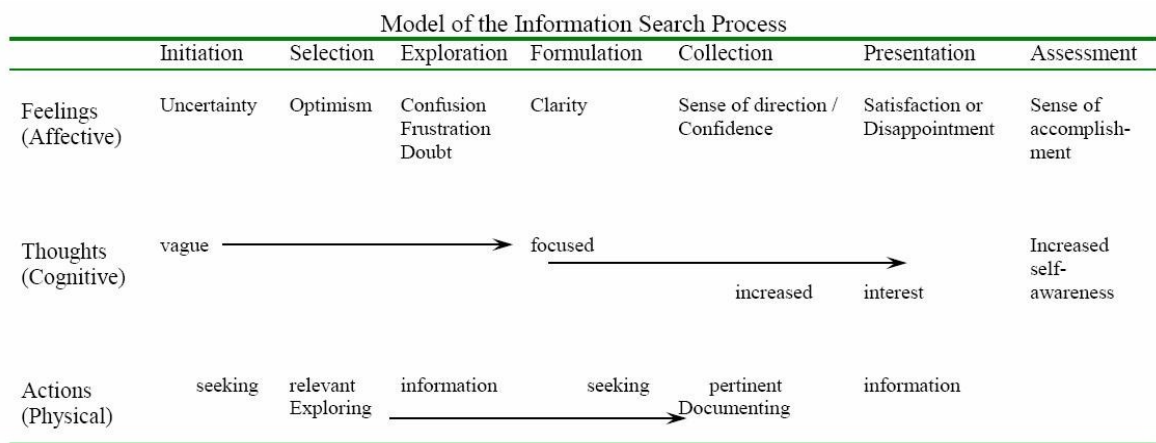 Model of the Information Search Process
Initiation Selection Exploration Formulation Collection Presentation Assessment
Feelings Uncertainty Optimism Confusion Clarity Sense of direction / Satisfaction or Sense of
(Affective) Frustration Confidence Disappointment accomplish-
Doubt ment
Thoughts vague focused Increased
(Cognitive) self-
increased interest awareness
Actions seeking relevant information seeking pertinent information
(Physical) Exploring Documenting